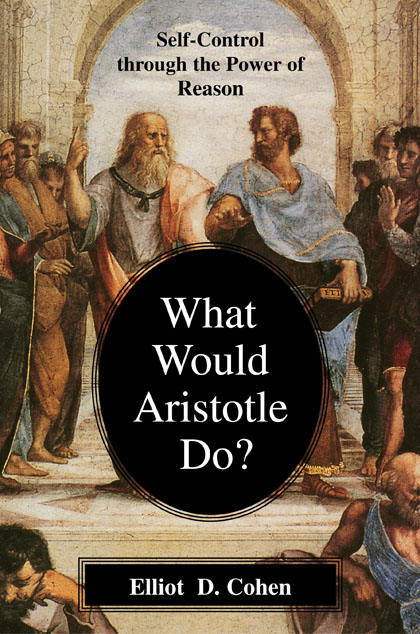 Self-Control
through the Power of
Reason
What
Would
Aristotle
Do?
Elliot D. Cohen